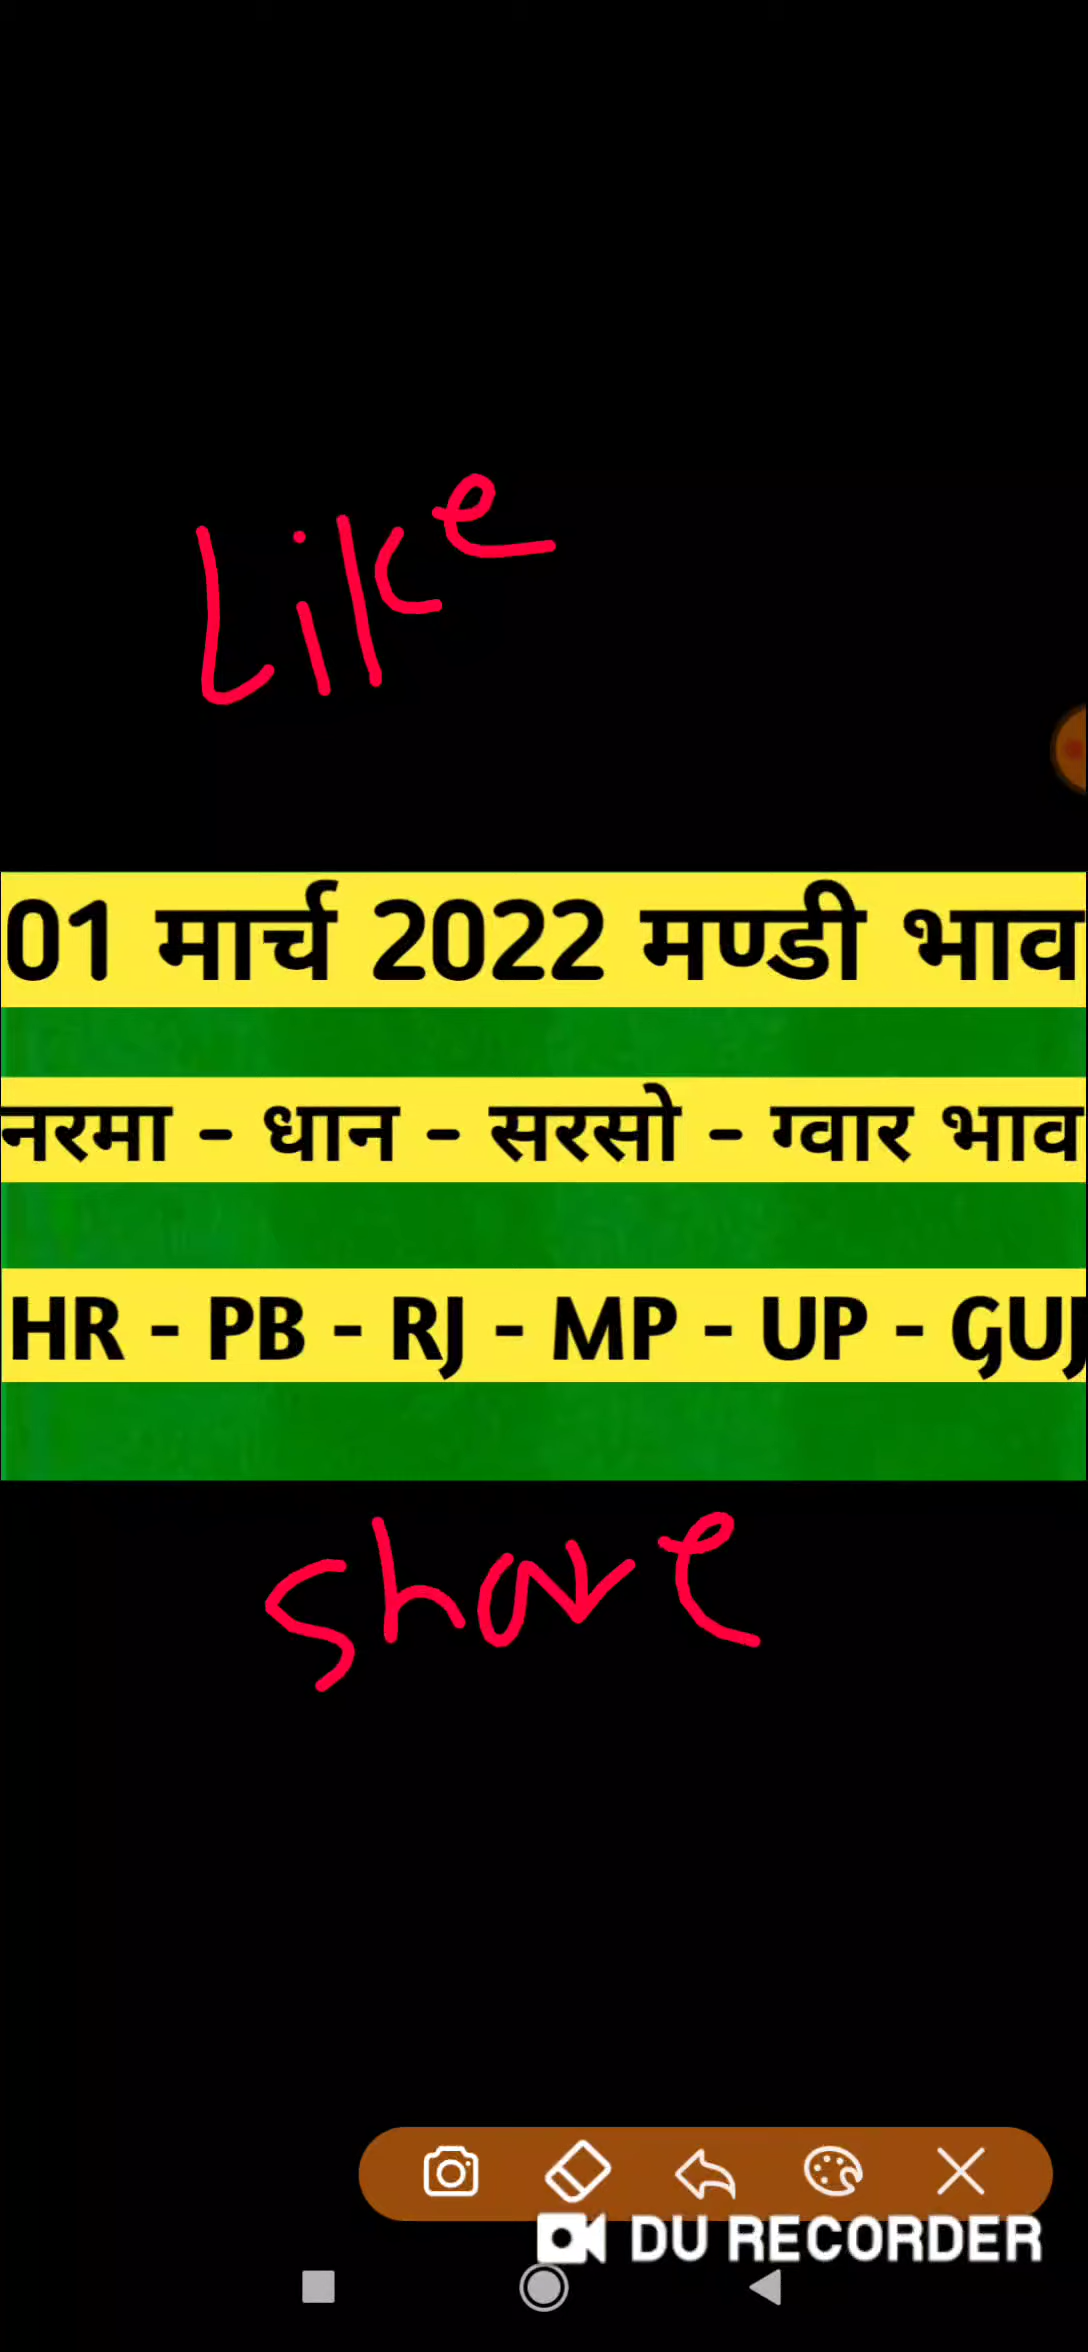 Like
01 मार्च 2022 मण्डी भाव
नरमा - धान - सरसो - ग्वार भाव
HR - PB - RJ - MP - UP - GUJ
share
DU RECORDER